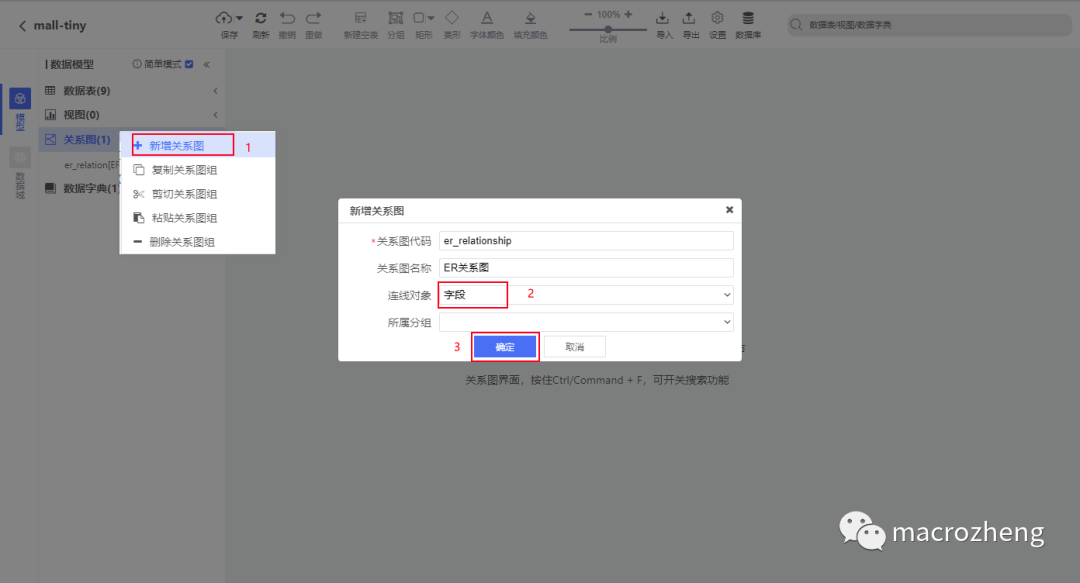 mall-tiny
保存
刷新
撤销
重做
新建空表
分组
矩形
菱形
字体颜色
填充颜色
100%
比例
导入
导出
设置
数据库
数据表/视图/数据字典
模型
数据域
数据模型
简单模式
数据表(9)
视图(0)
关系图(1)
er_relation[ER
数据字典(1
新增关系图
1
复制关系图组
剪切关系图组
粘贴关系图组
删除关系图组
新增关系图
*关系图代码
er_relationship
关系图名称
ER关系图
连线对象
字段
2
所属分组
3
确定
取消
关系图界面，按住Ctrl/Command + F，可开关搜索功能
macrozheng